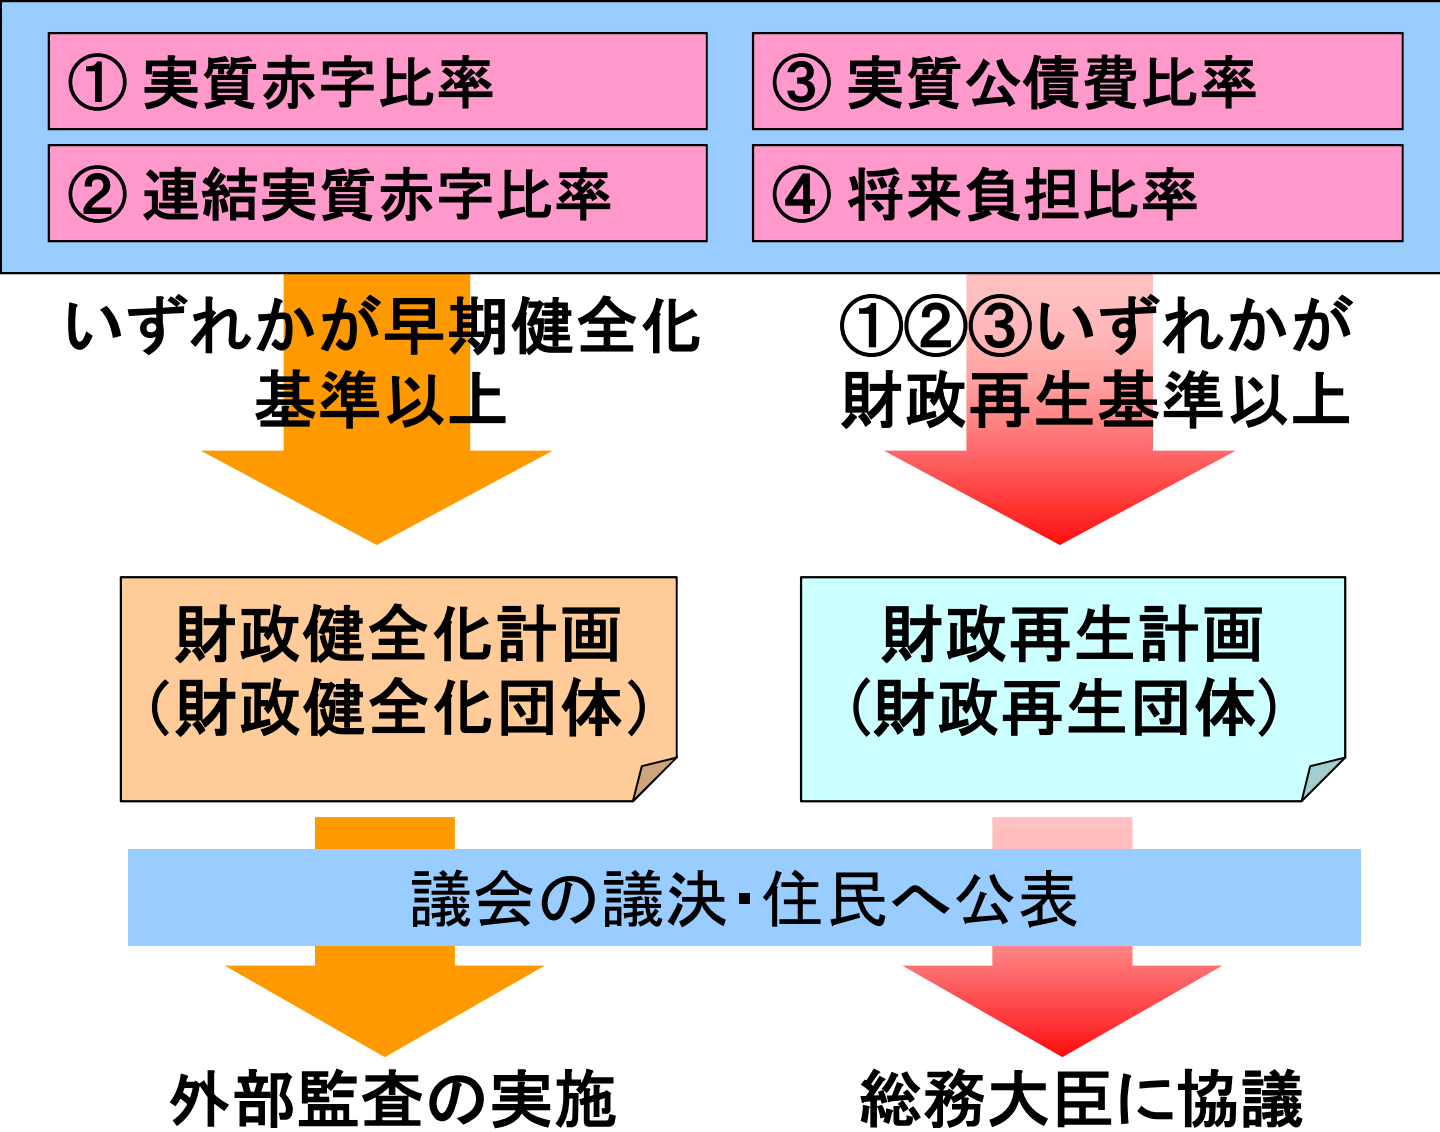 ① 実質赤字比率
② 連結実質赤字比率
③ 実質公債費比率
④ 将来負担比率
いずれかが早期健全化
基準以上
①②③いずれかが
財政再生基準以上
財政健全化計画
（財政健全化団体）
財政再生計画
（財政再生団体）
議会の議決・住民へ公表
外部監査の実施
総務大臣に協議